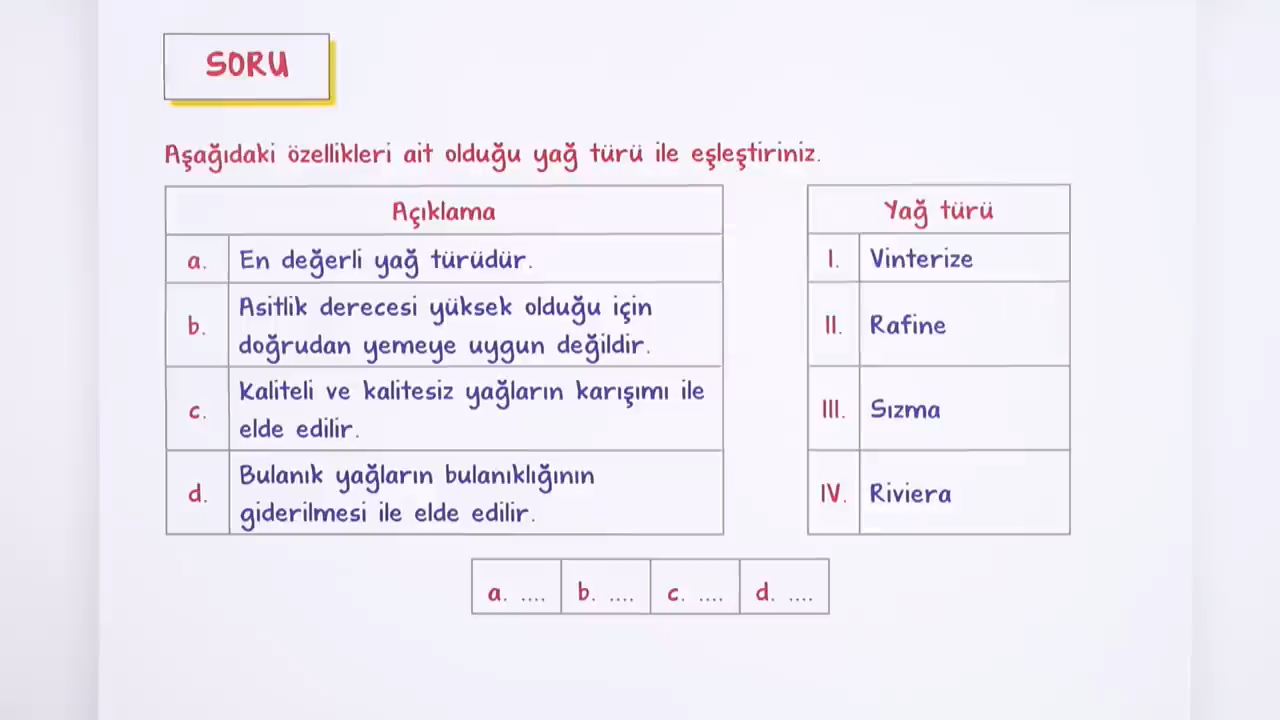 SORU
Aşağıdaki özellikleri ait olduğu yağ türü ile eşleştiriniz.
Açıklama
a. En değerli yağ türüdür.
b. Asitlik derecesi yüksek olduğu için
doğrudan yemeye uygun değildir.
c. Kaliteli ve kalitesiz yağların karışımı ile
elde edilir.
d. Bulanık yağların bulanıklığının
giderilmesi ile elde edilir.
Yağ türü
I. Vinterize
II. Rafine
III. Sızma
IV. Riviera
a. .... b. .... c. .... d. ....